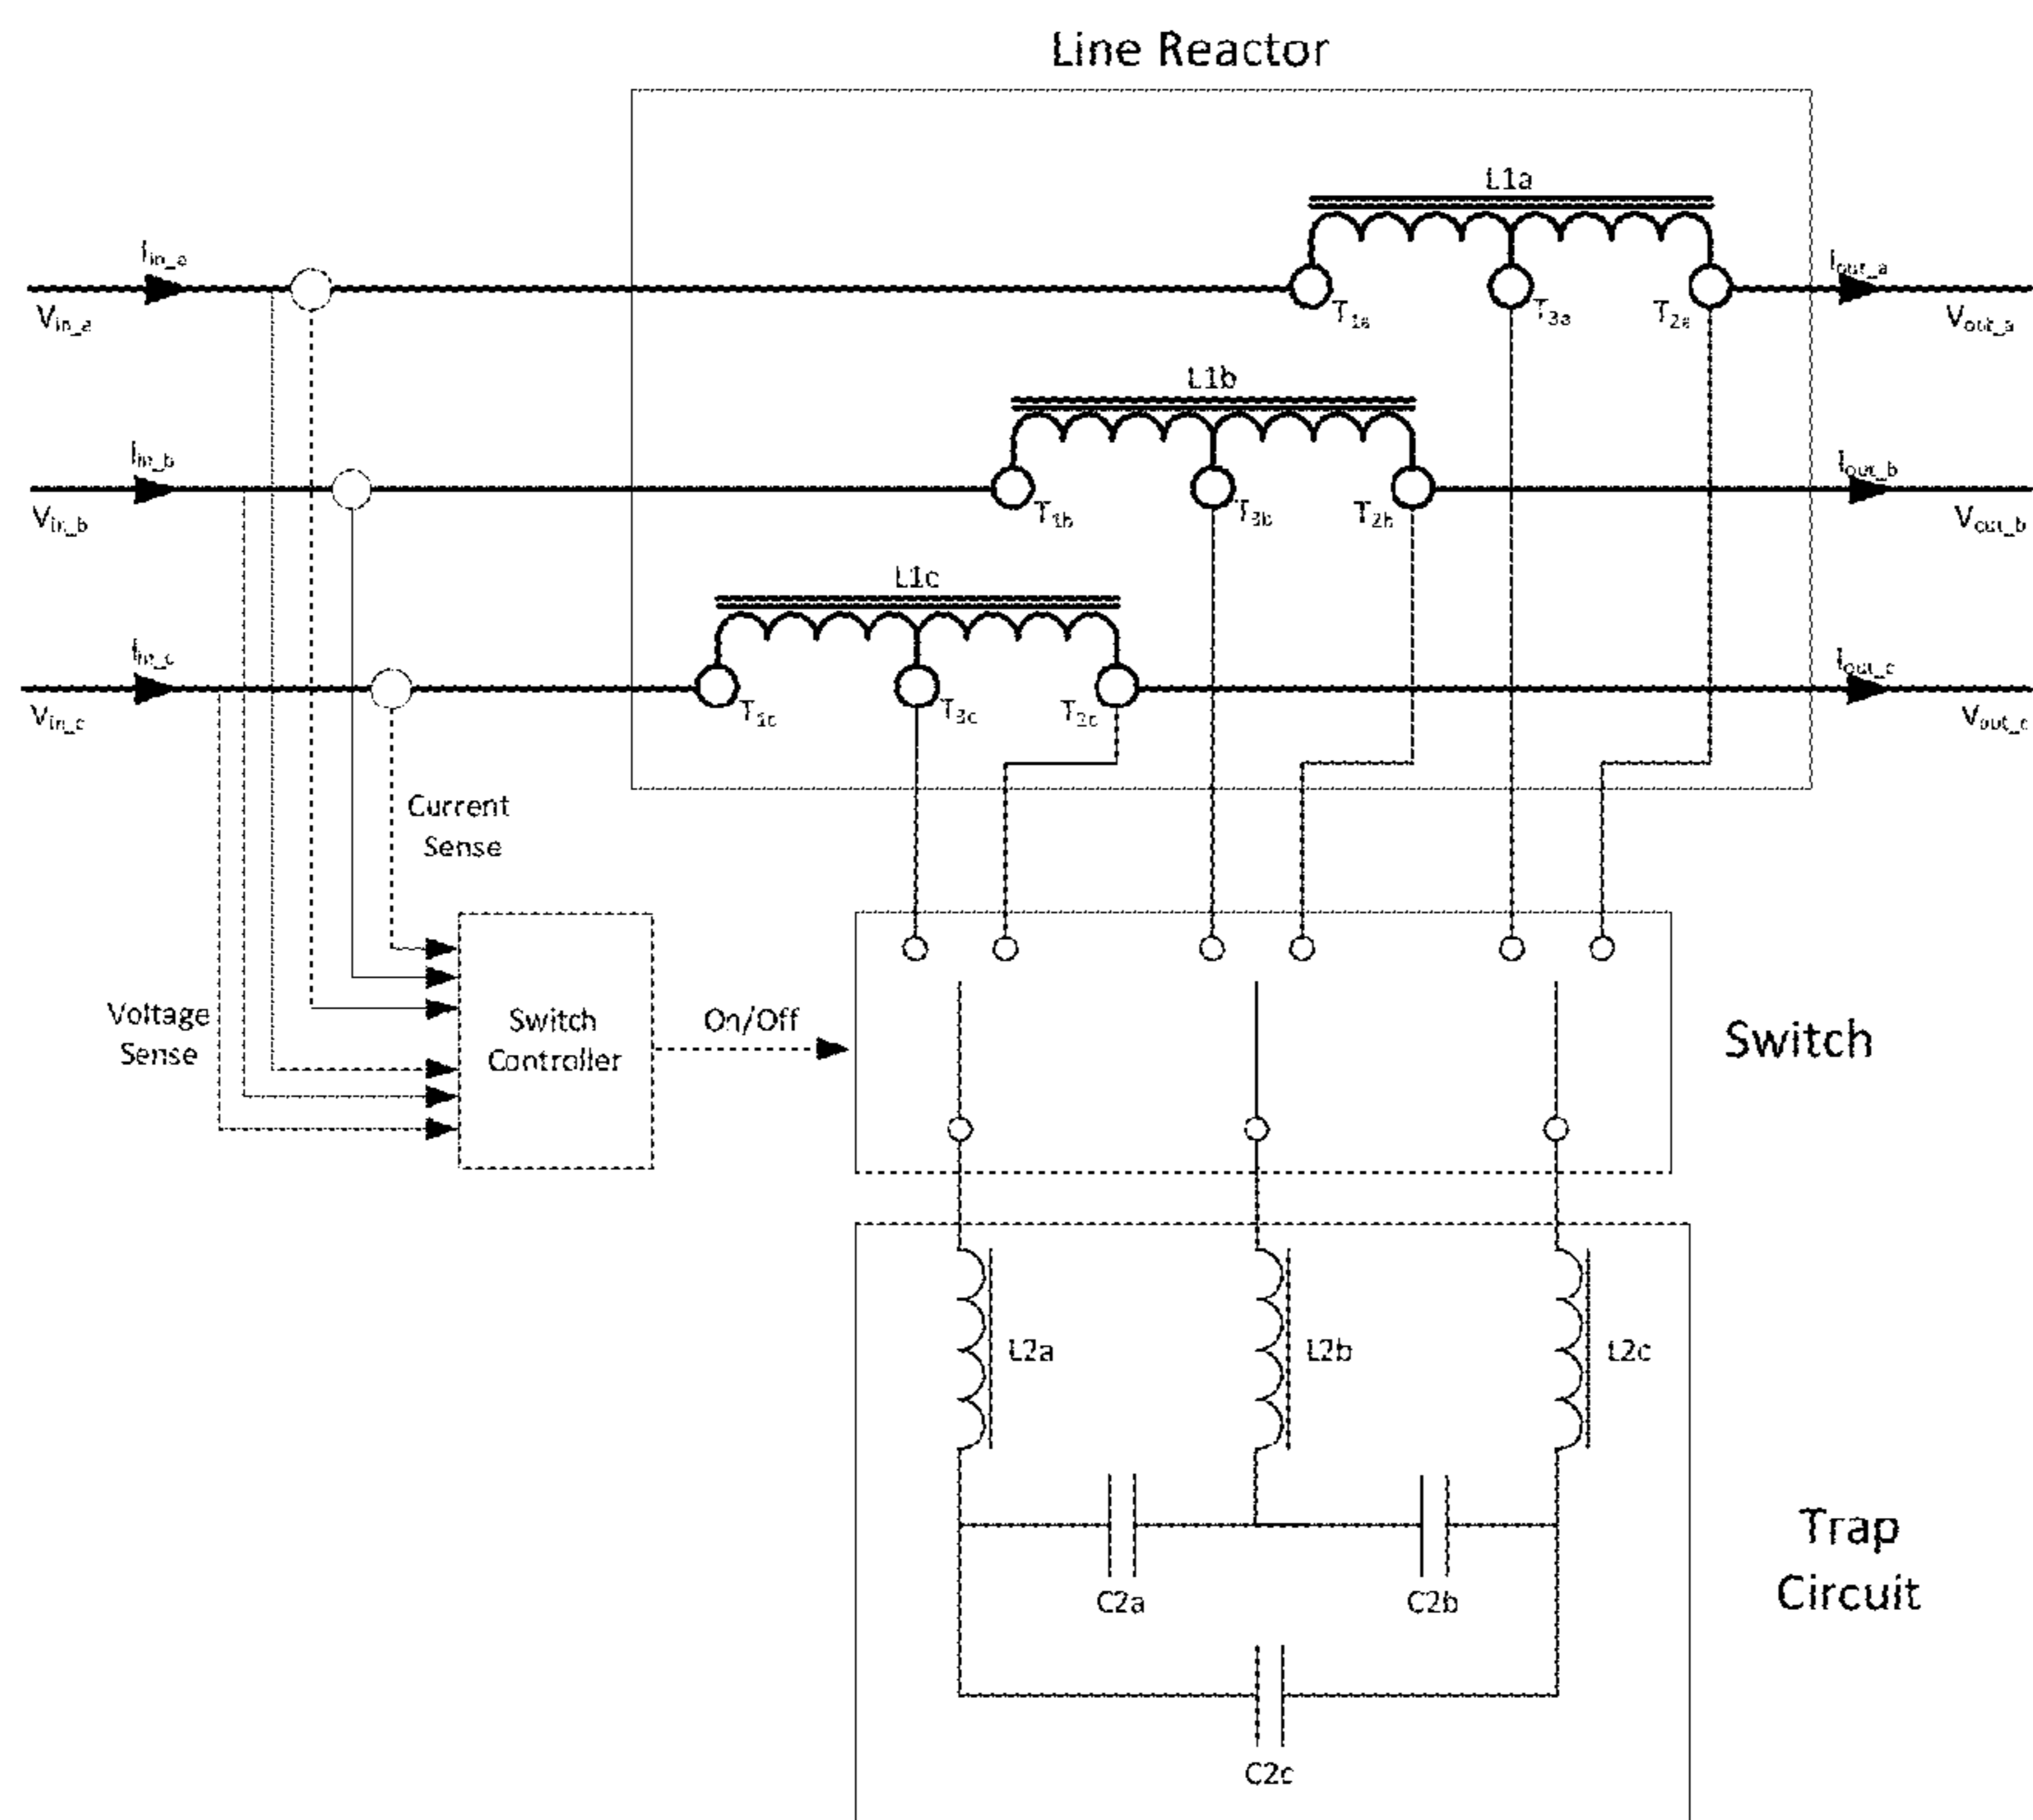 Line Reactor
L1a
I_in_a
I_out_a
V_in_a
T_1a
T_3a
T_2a
V_out_a
L1b
I_in_b
I_out_b
V_in_b
T_1b
T_3b
T_2b
V_out_b
L1c
I_in_c
I_out_c
V_in_c
T_1c
T_3c
T_2c
V_out_c
Current
Sense
Voltage
Sense
Switch
Controller
On/Off
Switch
L2a
L2b
L2c
Trap
Circuit
C2a
C2b
C2c